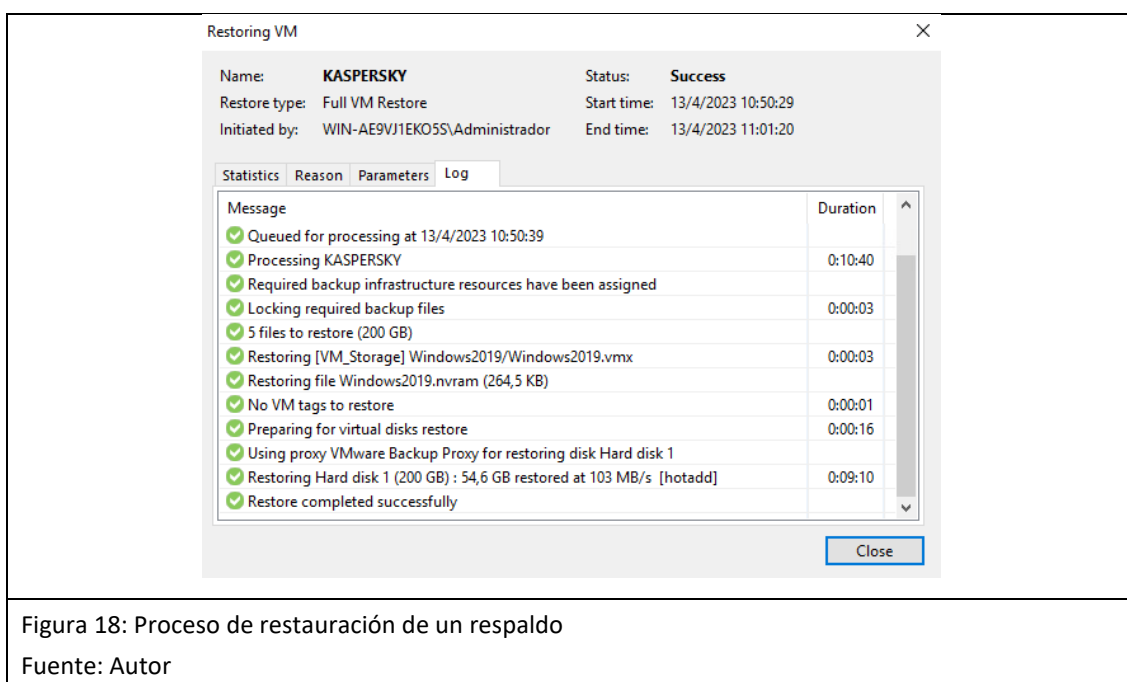 Restoring VM
Name: KASPERSKY Status: Success
Restore type: Full VM Restore Start time: 13/4/2023 10:50:29
Initiated by: WIN-AE9VJ1EKO5S\Administrador End time: 13/4/2023 11:01:20
Statistics Reason Parameters Log
Message Duration
Queued for processing at 13/4/2023 10:50:39
Processing KASPERSKY 0:10:40
Required backup infrastructure resources have been assigned
Locking required backup files 0:00:03
5 files to restore (200 GB)
Restoring [VM_Storage] Windows2019/Windows2019.vmx 0:00:03
Restoring file Windows2019.nvram (264,5 KB)
No VM tags to restore 0:00:01
Preparing for virtual disks restore 0:00:16
Using proxy VMware Backup Proxy for restoring disk Hard disk 1
Restoring Hard disk 1 (200 GB) : 54,6 GB restored at 103 MB/s [hotadd] 0:09:10
Restore completed successfully
Close
Figura 18: Proceso de restauración de un respaldo
Fuente: Autor